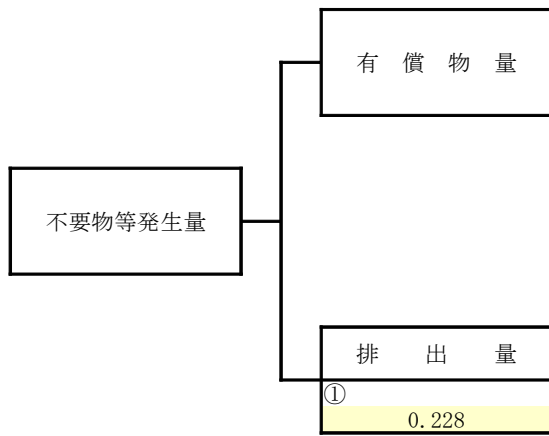 有償物量
不要物等発生量
排出量
①
0.228